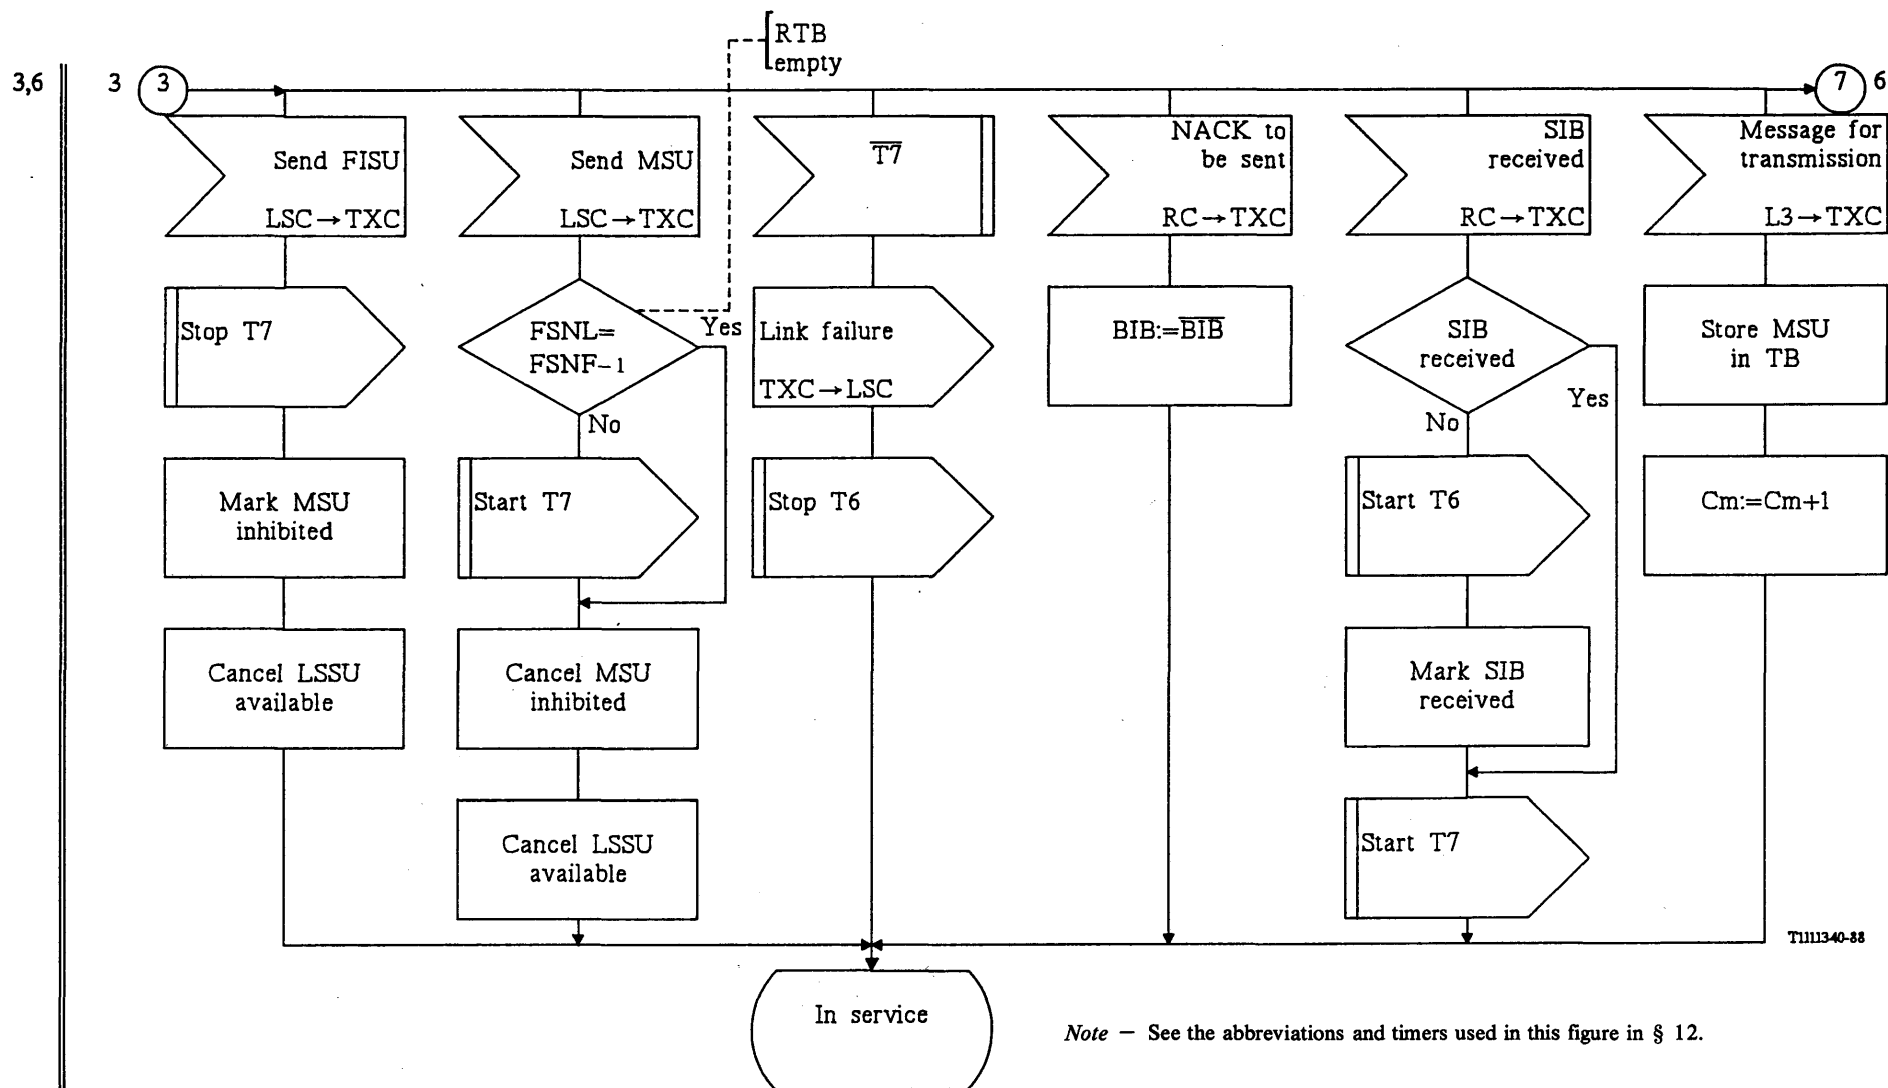 RTB
empty
3,6
3
3
7
6
Send FISU
LSC→TXC
Send MSU
LSC→TXC
T̅7̅
NACK to
be sent
RC→TXC
SIB
received
RC→TXC
Message for
transmission
L3→TXC
Stop T7
FSNL=
FSNF-1
Yes
No
Link failure
TXC→LSC
BIB:=B̅I̅B̅
SIB
received
Yes
No
Store MSU
in TB
Mark MSU
inhibited
Start T7
Stop T6
Start T6
Cm:=Cm+1
Cancel LSSU
available
Cancel MSU
inhibited
Mark SIB
received
Cancel LSSU
available
Start T7
T1111340-88
In service
Note — See the abbreviations and timers used in this figure in § 12.